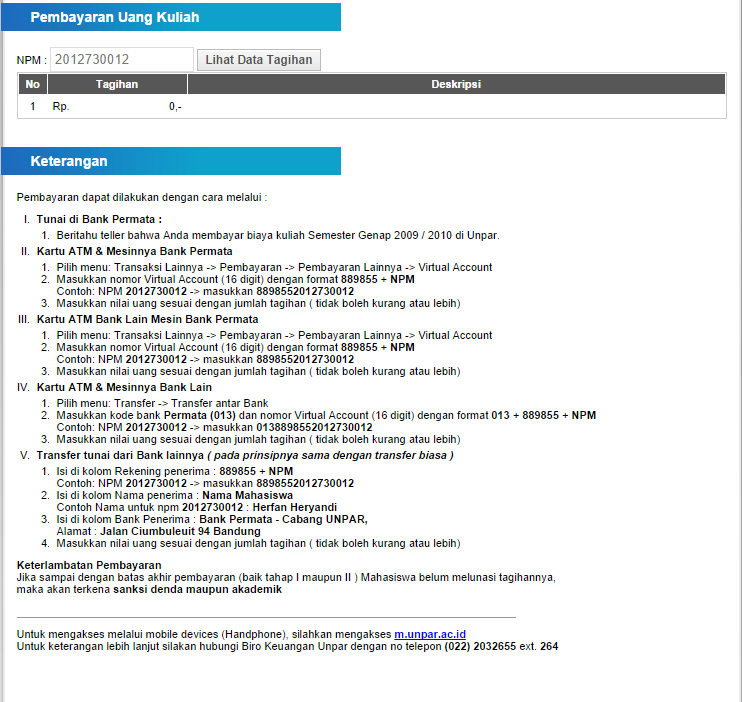 Pembayaran Uang Kuliah
NPM : 2012730012 Lihat Data Tagihan
No Tagihan Deskripsi
1 Rp. 0,-
Keterangan
Pembayaran dapat dilakukan dengan cara melalui :
I. Tunai di Bank Permata :
1. Beritahu teller bahwa Anda membayar biaya kuliah Semester Genap 2009 / 2010 di Unpar.
II. Kartu ATM & Mesinnya Bank Permata
1. Pilih menu: Transaksi Lainnya -> Pembayaran -> Pembayaran Lainnya -> Virtual Account
2. Masukkan nomor Virtual Account (16 digit) dengan format 889855 + NPM
Contoh: NPM 2012730012 -> masukkan 8898552012730012
3. Masukkan nilai uang sesuai dengan jumlah tagihan ( tidak boleh kurang atau lebih)
III. Kartu ATM Bank Lain Mesin Bank Permata
1. Pilih menu: Transaksi Lainnya -> Pembayaran -> Pembayaran Lainnya -> Virtual Account
2. Masukkan nomor Virtual Account (16 digit) dengan format 889855 + NPM
Contoh: NPM 2012730012 -> masukkan 8898552012730012
3. Masukkan nilai uang sesuai dengan jumlah tagihan ( tidak boleh kurang atau lebih)
IV. Kartu ATM & Mesinnya Bank Lain
1. Pilih menu: Transfer -> Transfer antar Bank
2. Masukkan kode bank Permata (013) dan nomor Virtual Account (16 digit) dengan format 013 + 889855 + NPM
Contoh: NPM 2012730012 -> masukkan 0138898552012730012
3. Masukkan nilai uang sesuai dengan jumlah tagihan ( tidak boleh kurang atau lebih)
V. Transfer tunai dari Bank lainnya ( pada prinsipnya sama dengan transfer biasa )
1. Isi di kolom Rekening penerima : 889855 + NPM
Contoh: NPM 2012730012 -> masukkan 8898552012730012
2. Isi di kolom Nama penerima : Nama Mahasiswa
Contoh Nama untuk npm 2012730012 : Herfan Heryandi
3. Isi di kolom Bank Penerima : Bank Permata - Cabang UNPAR,
Alamat : Jalan Ciumbuleuit 94 Bandung
4. Masukkan nilai uang sesuai dengan jumlah tagihan ( tidak boleh kurang atau lebih)
Keterlambatan Pembayaran
Jika sampai dengan batas akhir pembayaran (baik tahap I maupun II ) Mahasiswa belum melunasi tagihannya,
maka akan terkena sanksi denda maupun akademik
Untuk mengakses melalui mobile devices (Handphone), silahkan mengakses m.unpar.ac.id
Untuk keterangan lebih lanjut silakan hubungi Biro Keuangan Unpar dengan no telepon (022) 2032655 ext. 264